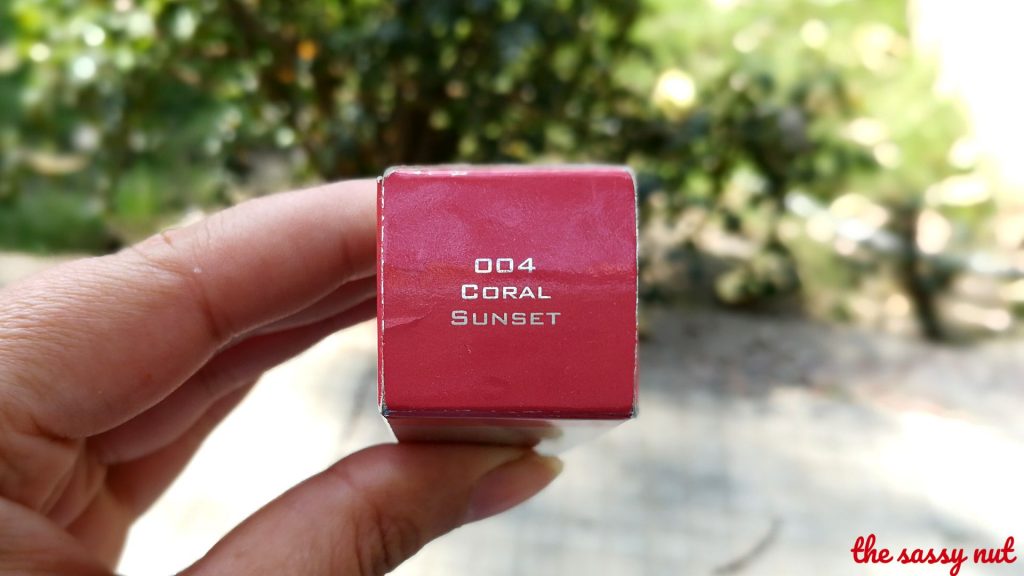 004
Coral
Sunset
the sassy nut